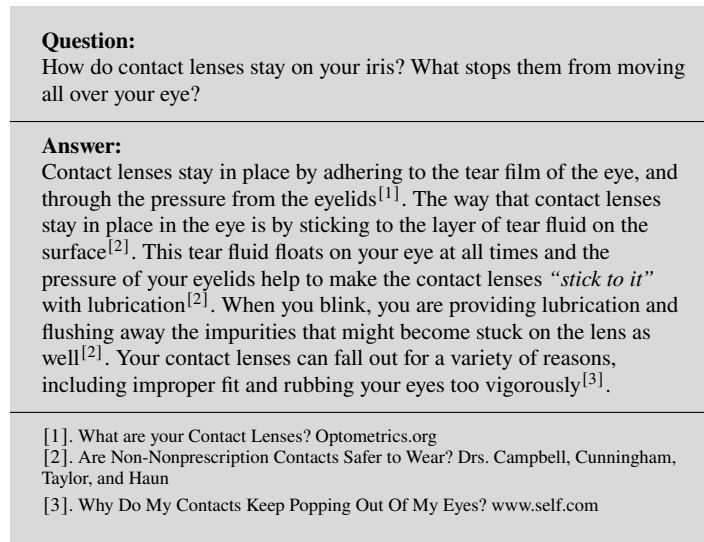 Question:
How do contact lenses stay on your iris? What stops them from moving
all over your eye?
Answer:
Contact lenses stay in place by adhering to the tear film of the eye, and
through the pressure from the eyelids[1]. The way that contact lenses
stay in place in the eye is by sticking to the layer of tear fluid on the
surface[2]. This tear fluid floats on your eye at all times and the
pressure of your eyelids help to make the contact lenses “stick to it”
with lubrication[2]. When you blink, you are providing lubrication and
flushing away the impurities that might become stuck on the lens as
well[2]. Your contact lenses can fall out for a variety of reasons,
including improper fit and rubbing your eyes too vigorously[3].
[1]. What are your Contact Lenses? Optometrics.org
[2]. Are Non-Nonprescription Contacts Safer to Wear? Drs. Campbell, Cunningham,
Taylor, and Haun
[3]. Why Do My Contacts Keep Popping Out Of My Eyes? www.self.com